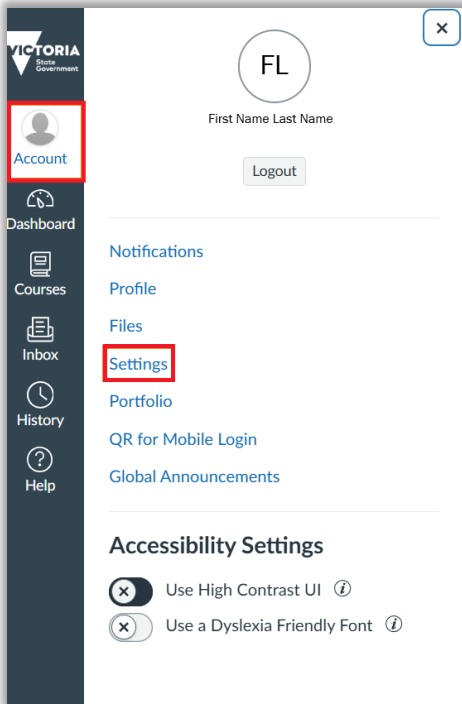 VICTORIA
State
Government
Account
Dashboard
Courses
Inbox
History
Help
FL
First Name Last Name
Logout
Notifications
Profile
Files
Settings
Portfolio
QR for Mobile Login
Global Announcements
Accessibility Settings
Use High Contrast UI
Use a Dyslexia Friendly Font